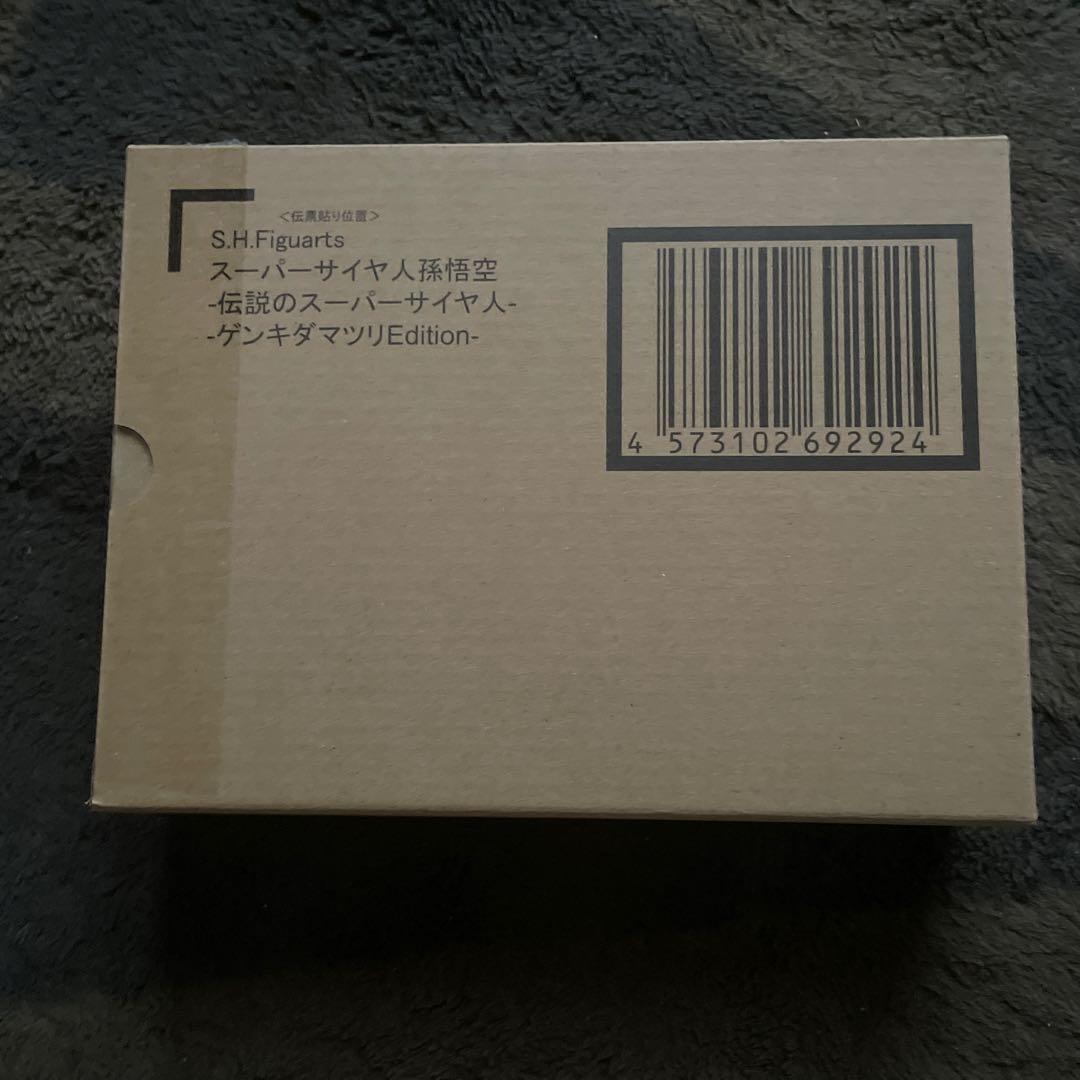 ＜伝票貼り位置＞
S.H.Figuarts
スーパーサイヤ人孫悟空
-伝説のスーパーサイヤ人-
-ゲンキダマツリEdition-
4 573102 692924